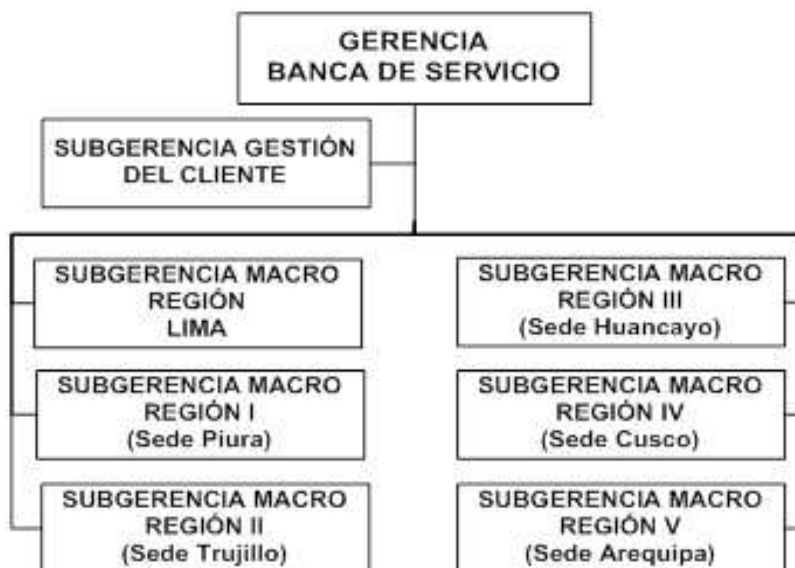 GERENCIA
BANCA DE SERVICIO
SUBGERENCIA GESTIÓN
DEL CLIENTE
SUBGERENCIA MACRO
REGIÓN
LIMA
SUBGERENCIA MACRO
REGIÓN I
(Sede Piura)
SUBGERENCIA MACRO
REGIÓN II
(Sede Trujillo)
SUBGERENCIA MACRO
REGIÓN III
(Sede Huancayo)
SUBGERENCIA MACRO
REGIÓN IV
(Sede Cusco)
SUBGERENCIA MACRO
REGIÓN V
(Sede Arequipa)